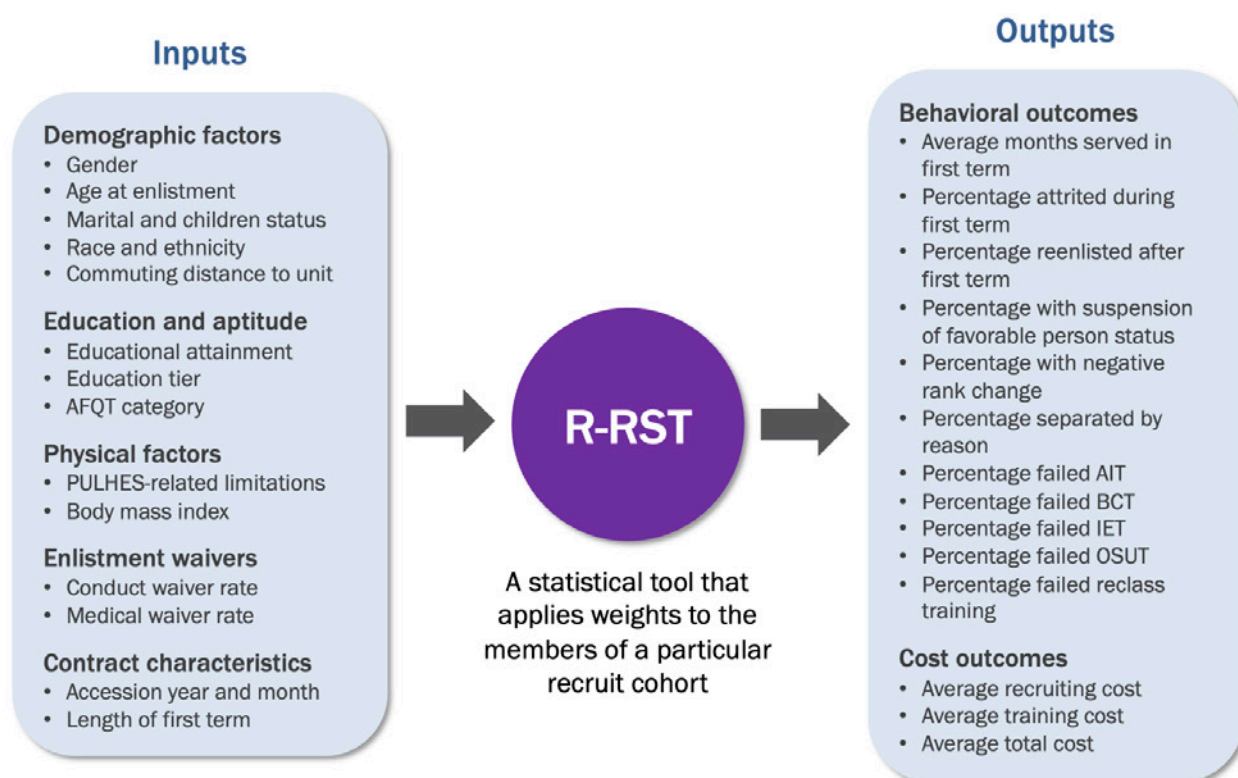 Inputs
Demographic factors
• Gender
• Age at enlistment
• Marital and children status
• Race and ethnicity
• Commuting distance to unit
Education and aptitude
• Educational attainment
• Education tier
• AFQT category
Physical factors
• PULHES-related limitations
• Body mass index
Enlistment waivers
• Conduct waiver rate
• Medical waiver rate
Contract characteristics
• Accession year and month
• Length of first term
R-RST
A statistical tool that
applies weights to the
members of a particular
recruit cohort
Outputs
Behavioral outcomes
• Average months served in
first term
• Percentage attrited during
first term
• Percentage reenlisted after
first term
• Percentage with suspension
of favorable person status
• Percentage with negative
rank change
• Percentage separated by
reason
• Percentage failed AIT
• Percentage failed BCT
• Percentage failed IET
• Percentage failed OSUT
• Percentage failed reclass
training
Cost outcomes
• Average recruiting cost
• Average training cost
• Average total cost